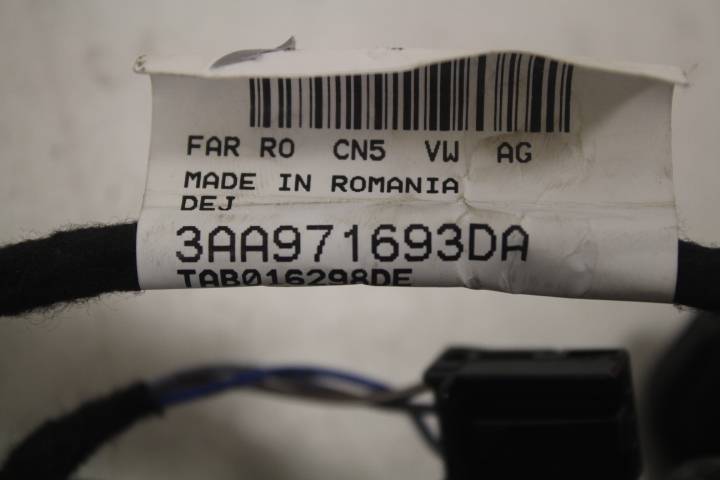 FAR RO CN5 VW AG
MADE IN ROMANIA
DEJ
3AA971693DA
TAB016298DE